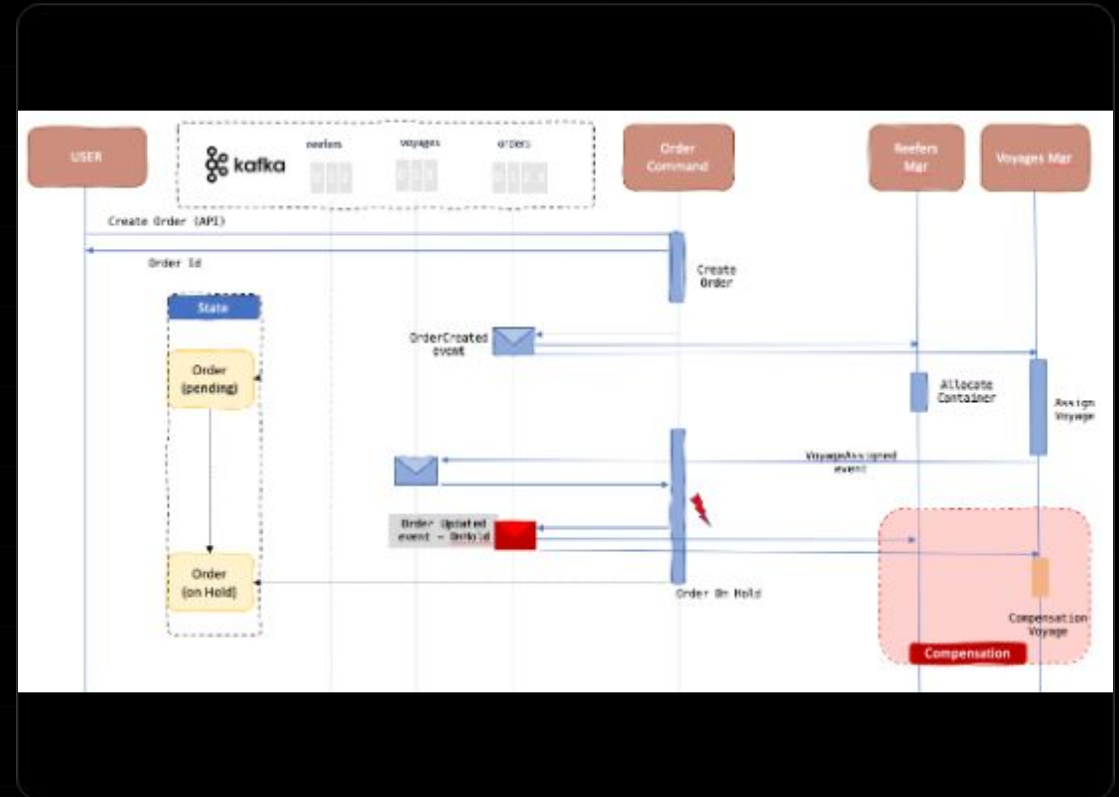 USER
kafka
reefers
voyages
orders
Order
Command
Reefers
Mgr
Voyages Mgr
Create Order (API)
Order Id
Create
Order
State
OrderCreated
event
Order
(pending)
Allocate
Container
Assign
Voyage
VoyageAssigned
event
Order Updated
event - OnHold
Order
(on Hold)
Order On Hold
Compensation
Voyage
Compensation